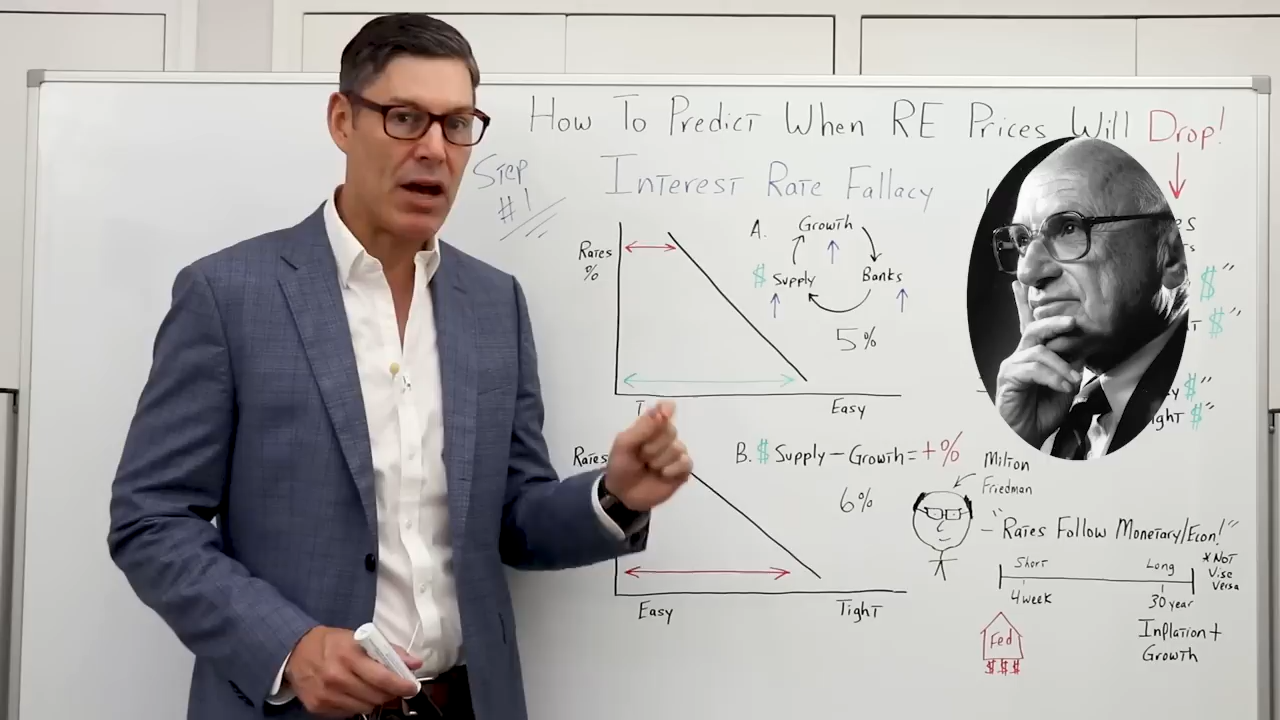 How To Predict When RE Prices Will Drop!
Step
#1
Interest Rate Fallacy
Rates
%
A. Growth
$ Supply
Banks
5%
Easy
$"
$"
$"
ght $"
Rates
B. $ Supply - Growth = +%
6%
Easy
Tight
Milton
Friedman
- "Rates Follow Monetary/Econ!"
* Not
Vise
Versa
Short
Long
4 week
30 year
Fed
$$$
Inflation +
Growth